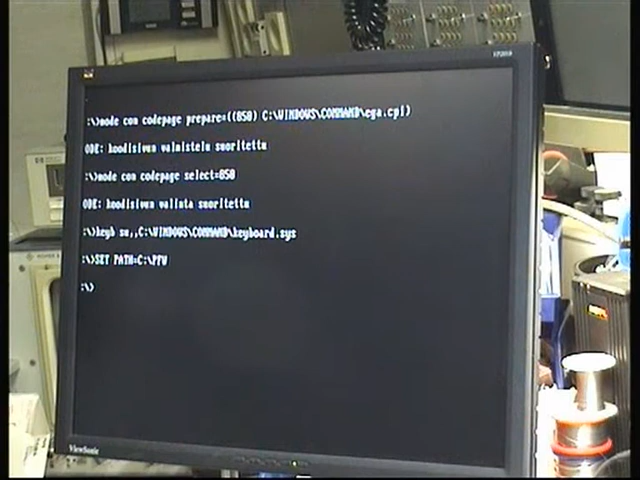 :\>mode con codepage prepare=((850) C:\WINDOWS\COMMAND\ega.cpi)
ODE: koodisivun valmistelu suoritettu
:\>mode con codepage select=850
ODE: koodisivun valinta suoritettu
:\>keyb su,,C:\WINDOWS\COMMAND\keyboard.sys
:\>SET PATH=C:\PFW
:\>
ViewSonic